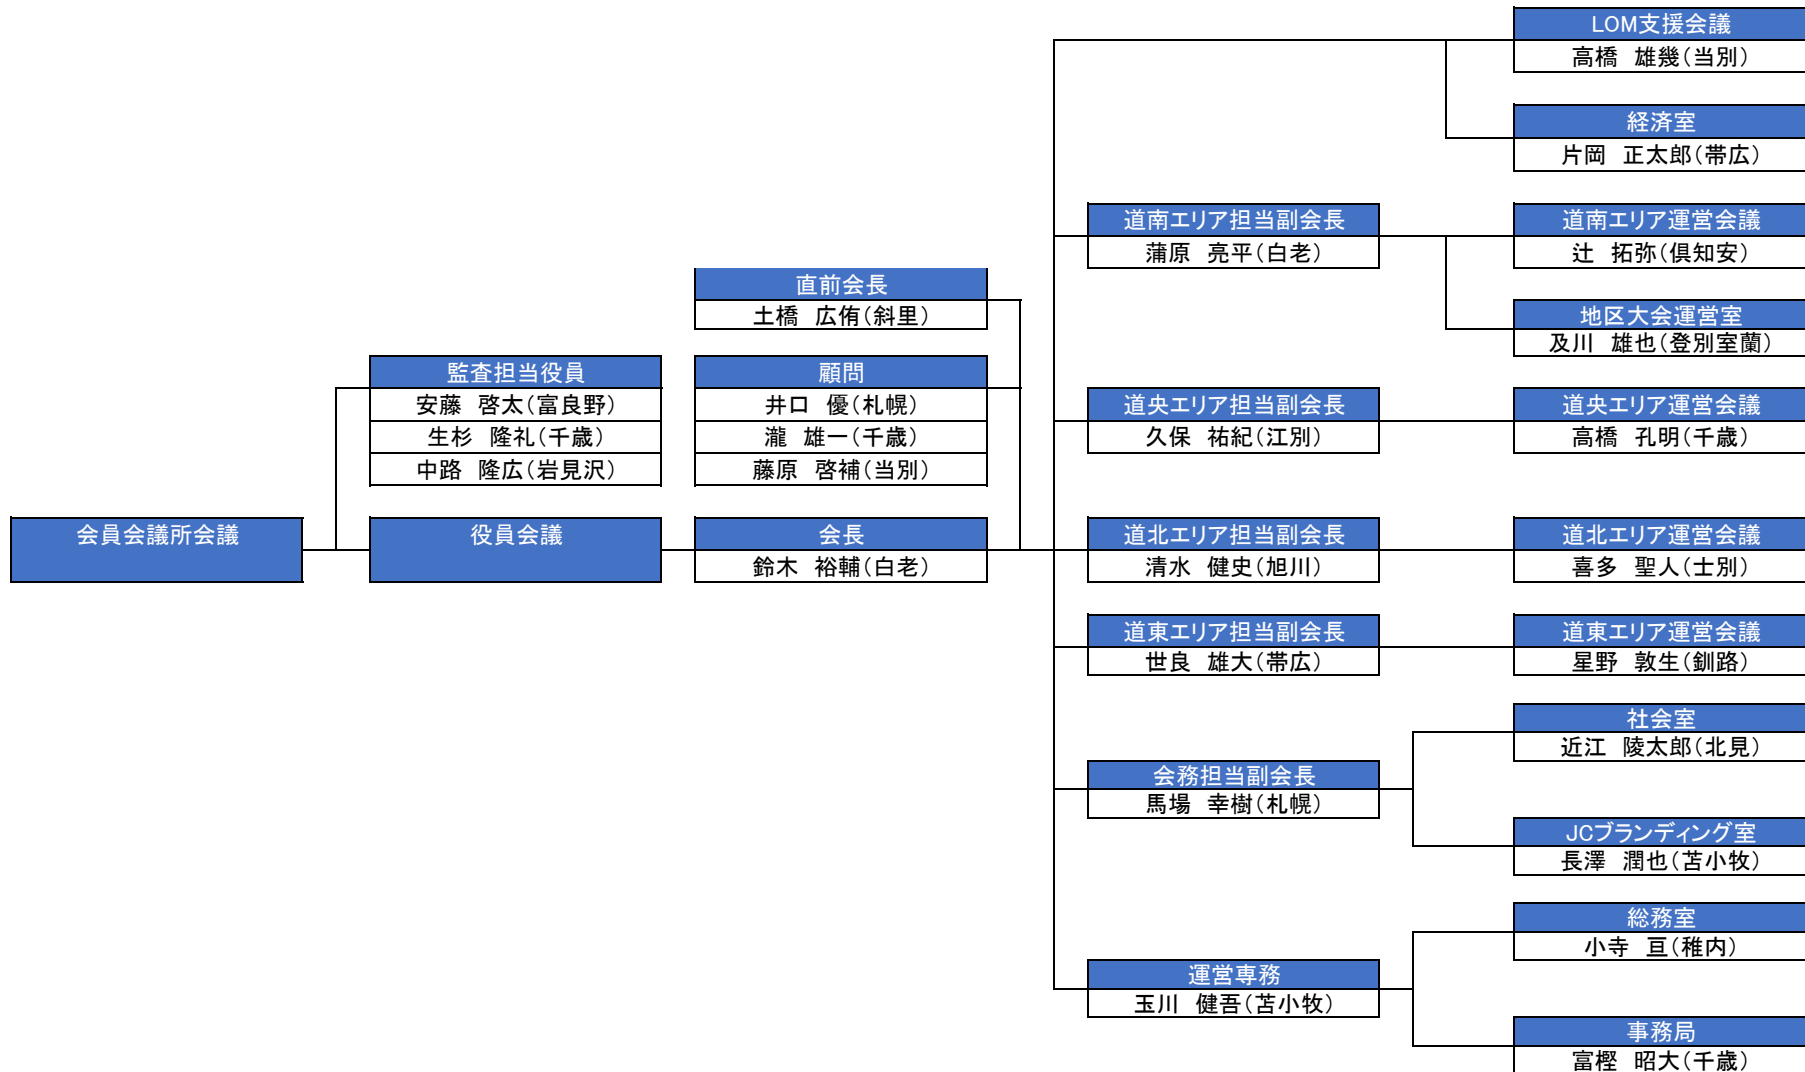 会員会議所会議
監査担当役員
安藤　啓太（富良野）
生杉　隆礼（千歳）
中路　隆広（岩見沢）
役員会議
直前会長
土橋　広侑（斜里）
顧問
井口　優（札幌）
瀧　雄一（千歳）
藤原　啓補（当別）
会長
鈴木　裕輔（白老）
道南エリア担当副会長
蒲原　亮平（白老）
道央エリア担当副会長
久保　祐紀（江別）
道北エリア担当副会長
清水　健史（旭川）
道東エリア担当副会長
世良　雄大（帯広）
会務担当副会長
馬場　幸樹（札幌）
運営専務
玉川　健吾（苫小牧）
LOM支援会議
高橋　雄幾（当別）
経済室
片岡　正太郎（帯広）
道南エリア運営会議
辻　拓弥（倶知安）
地区大会運営室
及川　雄也（登別室蘭）
道央エリア運営会議
高橋　孔明（千歳）
道北エリア運営会議
喜多　聖人（士別）
道東エリア運営会議
星野　敦生（釧路）
社会室
近江　陵太郎（北見）
JCブランディング室
長澤　潤也（苫小牧）
総務室
小寺　亘（稚内）
事務局
富樫　昭大（千歳）